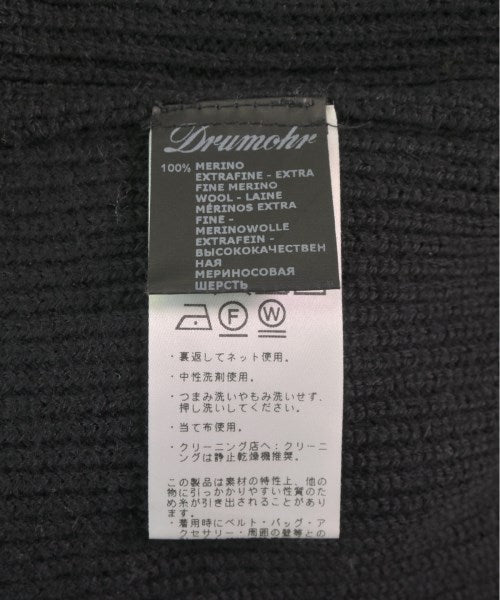 Drumohr
100% MERINO
EXTRAFINE - EXTRA
FINE MERINO
WOOL - LAINE
MÉRINOS EXTRA
FINE -
MERINOWOLLE
EXTRAFEIN -
ВЫСОКОКАЧЕСТВЕН
НАЯ
МЕРИНОСОВАЯ
ШЕРСТЬ
F W
・裏返してネット使用。
・中性洗剤使用。
・つまみ洗いやもみ洗いせず、
押し洗いしてください。
・当て布使用。
・クリーニング店へ：クリーニ
ングは静止乾燥機推奨。
この製品は素材の特性上、他の
物に引っかかりやすい性質のた
め糸が引き出されることがあり
ます。
・着用時にベルト・バッグ・ア
クセサリー・周囲の壁等との